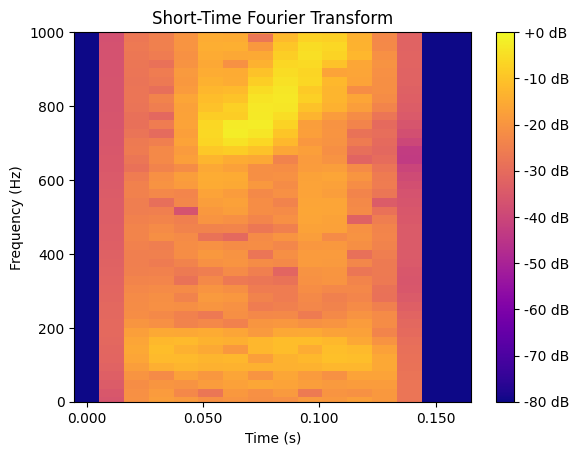 Short-Time Fourier Transform
1000
800
600
400
200
0
Frequency (Hz)
0.000
0.050
0.100
0.150
Time (s)
+0 dB
-10 dB
-20 dB
-30 dB
-40 dB
-50 dB
-60 dB
-70 dB
-80 dB